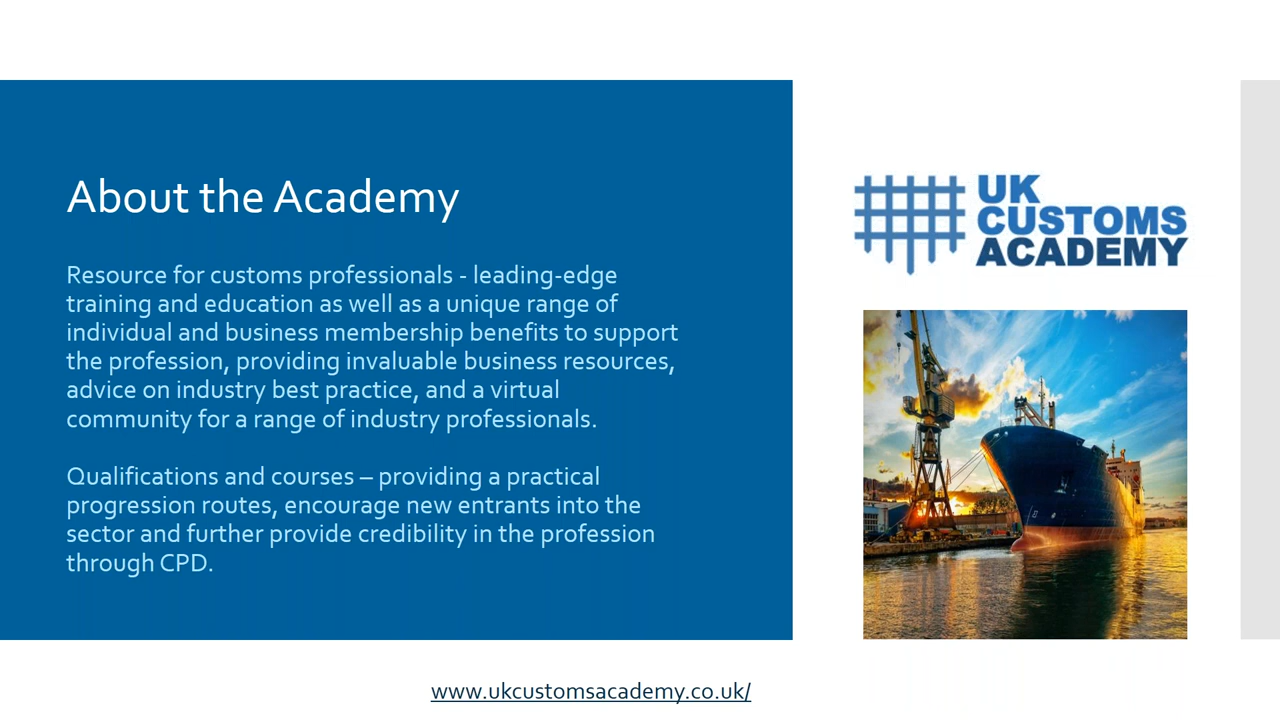 About the Academy
Resource for customs professionals - leading-edge
training and education as well as a unique range of
individual and business membership benefits to support
the profession, providing invaluable business resources,
advice on industry best practice, and a virtual
community for a range of industry professionals.
Qualifications and courses – providing a practical
progression routes, encourage new entrants into the
sector and further provide credibility in the profession
through CPD.
UK
CUSTOMS
ACADEMY
www.ukcustomsacademy.co.uk/